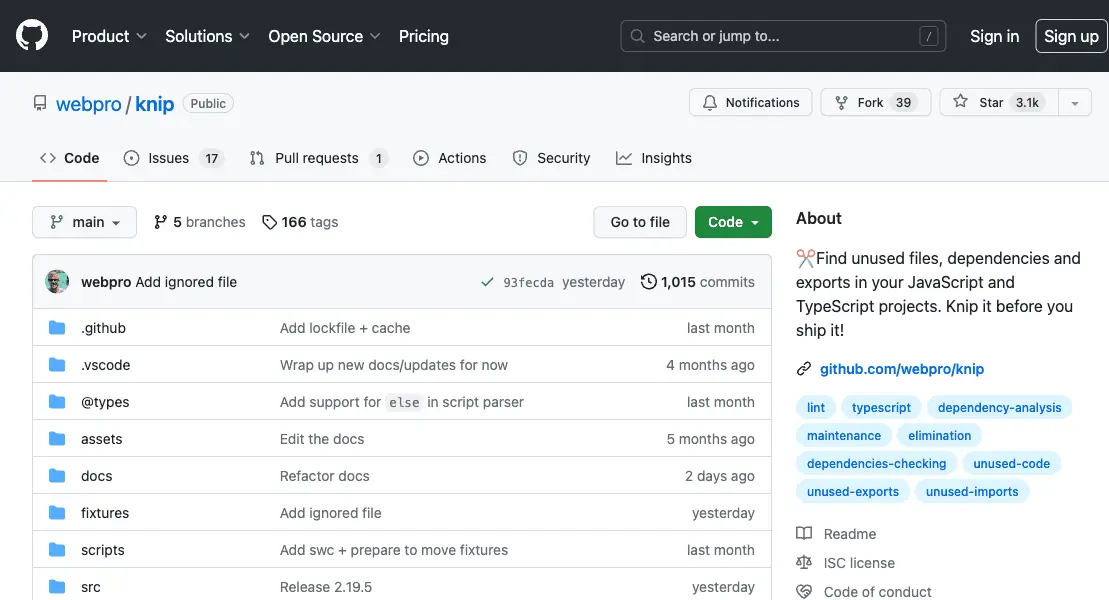 Product Solutions Open Source Pricing Search or jump to... / Sign in Sign up
webpro / knip Public Notifications Fork 39 Star 3.1k
Code Issues 17 Pull requests 1 Actions Security Insights
main 5 branches 166 tags Go to file Code
webpro Add ignored file 93fecda yesterday 1,015 commits
.github Add lockfile + cache last month
.vscode Wrap up new docs/updates for now 4 months ago
@types Add support for else in script parser last month
assets Edit the docs 5 months ago
docs Refactor docs 2 days ago
fixtures Add ignored file yesterday
scripts Add swc + prepare to move fixtures last month
src Release 2.19.5 yesterday
About
Find unused files, dependencies and
exports in your JavaScript and
TypeScript projects. Knip it before you
ship it!
github.com/webpro/knip
lint typescript dependency-analysis
maintenance elimination
dependencies-checking unused-code
unused-exports unused-imports
Readme
ISC license
Code of conduct